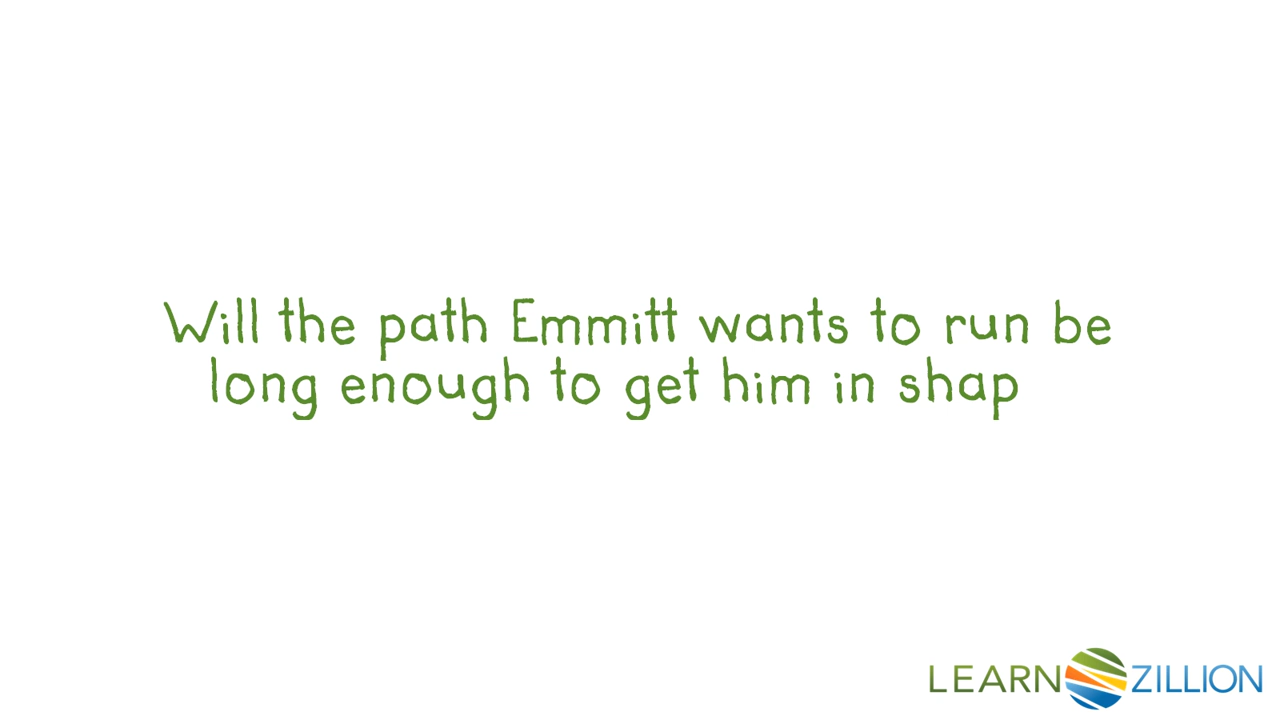 Will the path Emmitt wants to run be
long enough to get him in shap
LEARN ZILLION